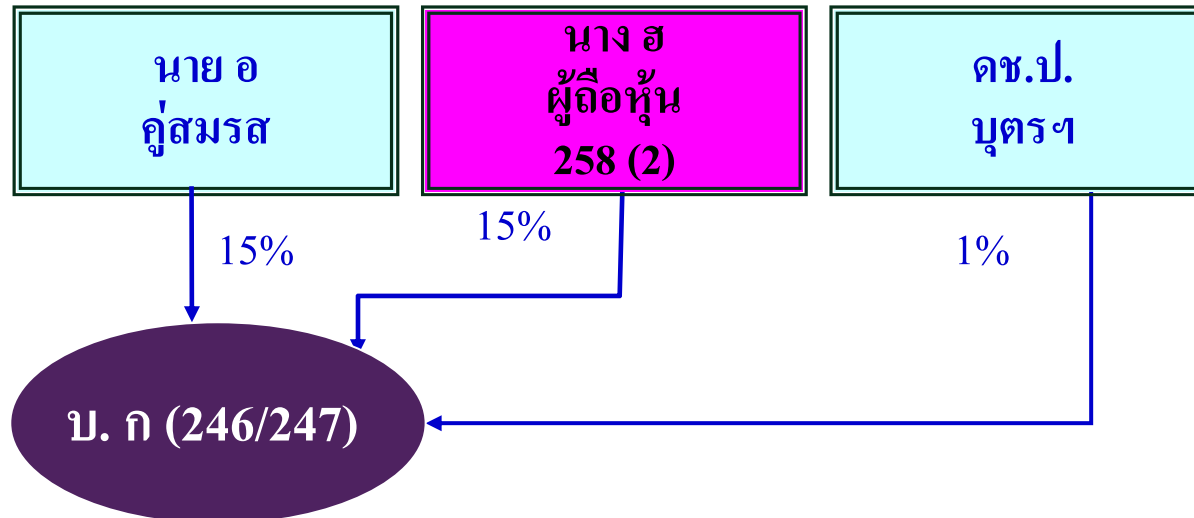 นาย อ
คู่สมรส
นาง ฮ
ผู้ถือหุ้น
258 (2)
ดช.ป.
บุตรฯ
15%
15%
1%
บ. ก (246/247)